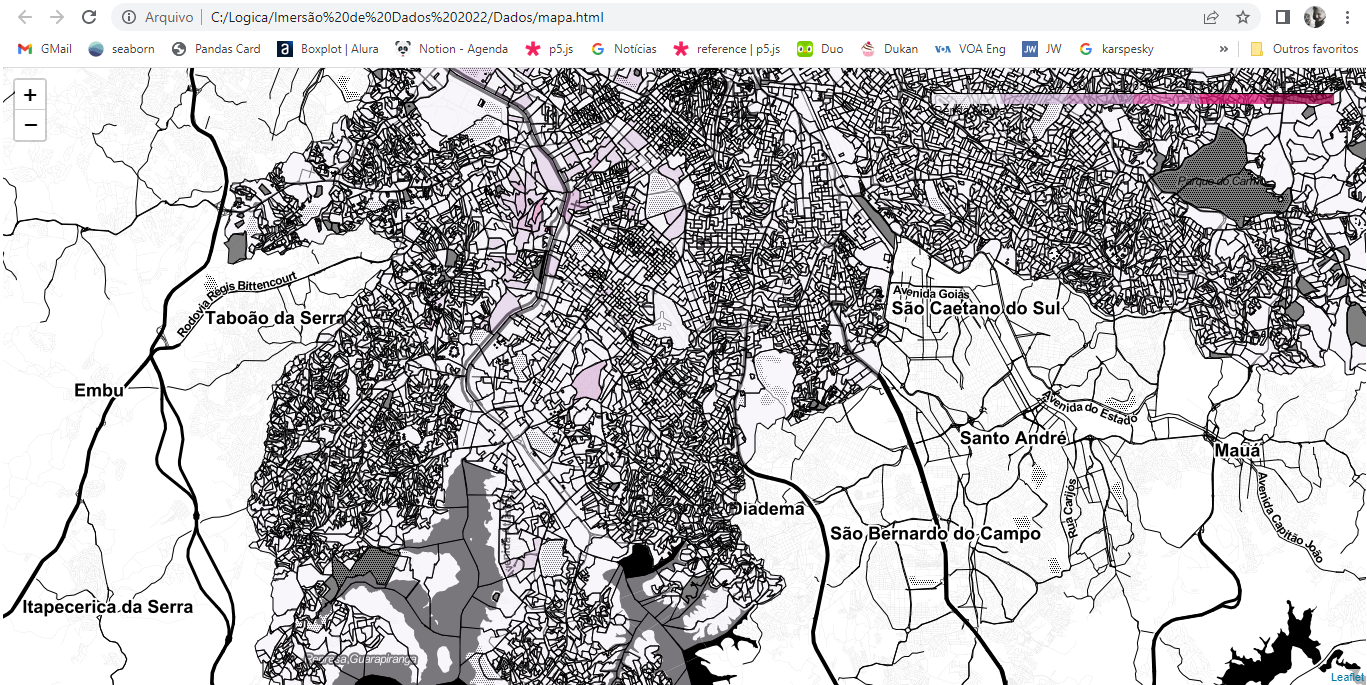 Arquivo
C:/Logica/Imersão%20de%20Dados%202022/Dados/mapa.html
GMail
seaborn
Pandas Card
Boxplot | Alura
Notion - Agenda
p5.js
Notícias
reference | p5.js
Duo
Dukan
VOA Eng
JW
karspesky
»
Outros favoritos
+
−
Rodovia Régis Bittencourt
Avenida Goiás
São Caetano do Sul
Taboão da Serra
Embu
Avenida do Estado
Santo André
Mauá
Diadema
São Bernardo do Campo
Rua Carijós
Avenida Capitão João
Itapecerica da Serra
Represa Guarapiranga
Leaflet